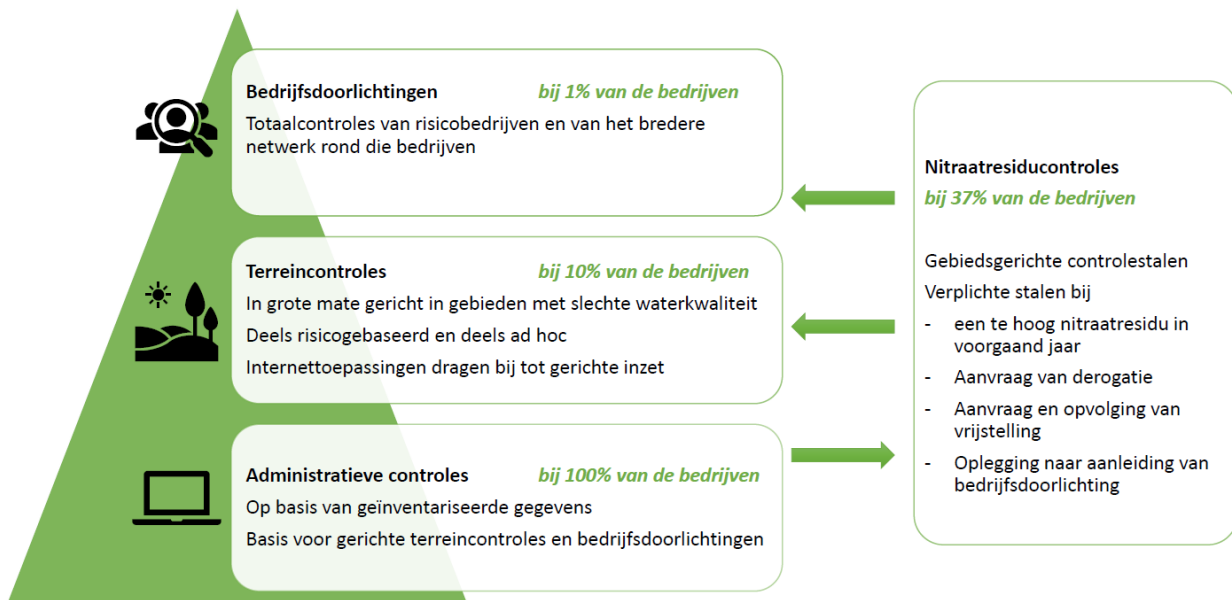 Bedrijfsdoorlichtingen bij 1% van de bedrijven
Totaalcontroles van risicobedrijven en van het bredere
netwerk rond die bedrijven
Terreincontroles bij 10% van de bedrijven
In grote mate gericht in gebieden met slechte waterkwaliteit
Deels risicogebaseerd en deels ad hoc
Internettoepassingen dragen bij tot gerichte inzet
Administratieve controles bij 100% van de bedrijven
Op basis van geïnventariseerde gegevens
Basis voor gerichte terreincontroles en bedrijfsdoorlichtingen
Nitraatresiducontroles
bij 37% van de bedrijven
Gebiedsgerichte controlestalen
Verplichte stalen bij
- een te hoog nitraatresidu in
voorgaand jaar
- Aanvraag van derogatie
- Aanvraag en opvolging van
vrijstelling
- Oplegging naar aanleiding van
bedrijfsdoorlichting